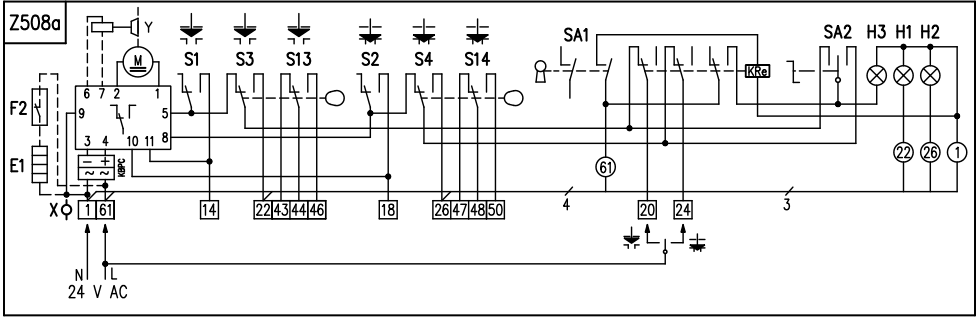 Z508a
Y
M
S1 S3 S13 S2 S4 S14
SA1
KRe
SA2 H3 H1 H2
6 7 2 1
9 5
8
3 4 10 11
F2
E1
− +
~ ~
KBPC
X
1 61 14 22 43 44 46 18 26 47 48 50
61
4
20 24
3
22 26 1
N L
24 V AC